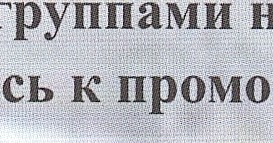 группами н
сь к промо